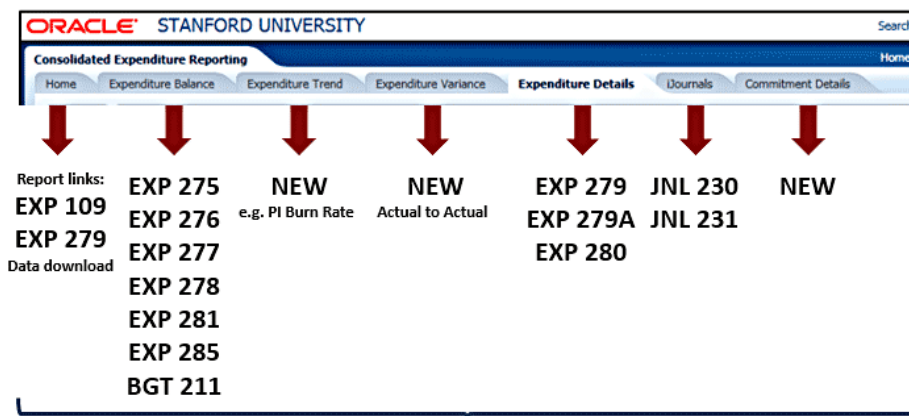 ORACLE® STANFORD UNIVERSITY
Search
Consolidated Expenditure Reporting
Home
Home Expenditure Balance Expenditure Trend Expenditure Variance Expenditure Details iJournals Commitment Details
Report links:
EXP 109
EXP 279
Data download
EXP 275
EXP 276
EXP 277
EXP 278
EXP 281
EXP 285
BGT 211
NEW
e.g. PI Burn Rate
NEW
Actual to Actual
EXP 279
EXP 279A
EXP 280
JNL 230
JNL 231
NEW